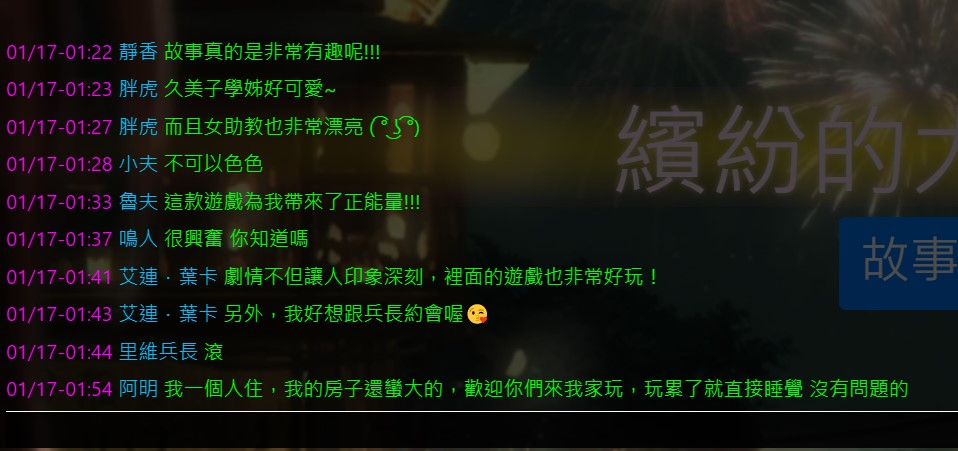 01/17-01:22 靜香 故事真的是非常有趣呢!!!
01/17-01:23 胖虎 久美子學姊好可愛~
01/17-01:27 胖虎 而且女助教也非常漂亮 ( ͡° ͜ʖ ͡°)
01/17-01:28 小夫 不可以色色
01/17-01:33 魯夫 這款遊戲為我帶來了正能量!!!
01/17-01:37 鳴人 很興奮 你知道嗎
01/17-01:41 艾連．葉卡 劇情不但讓人印象深刻，裡面的遊戲也非常好玩！
01/17-01:43 艾連．葉卡 另外，我好想跟兵長約會喔😘
01/17-01:44 里維兵長 滾
01/17-01:54 阿明 我一個人住，我的房子還蠻大的，歡迎你們來我家玩，玩累了就直接睡覺 沒有問題的
繽紛的大
故事